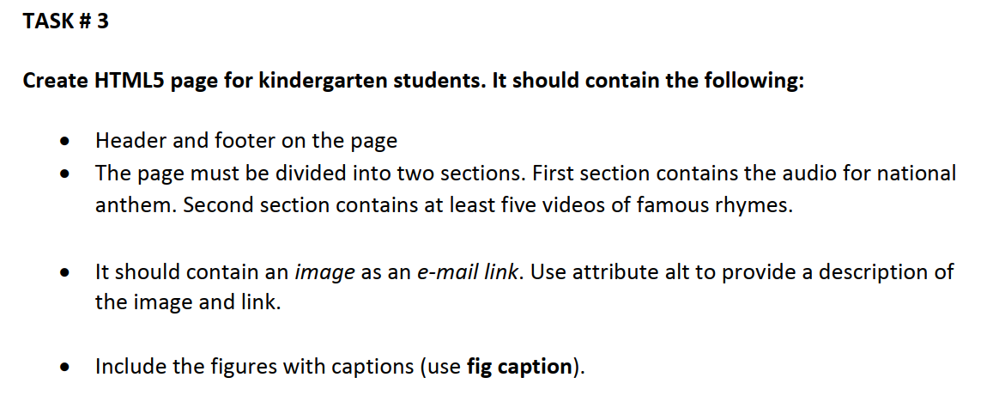 TASK # 3
Create HTML5 page for kindergarten students. It should contain the following:
• Header and footer on the page
• The page must be divided into two sections. First section contains the audio for national
anthem. Second section contains at least five videos of famous rhymes.
• It should contain an image as an e-mail link. Use attribute alt to provide a description of
the image and link.
• Include the figures with captions (use fig caption).